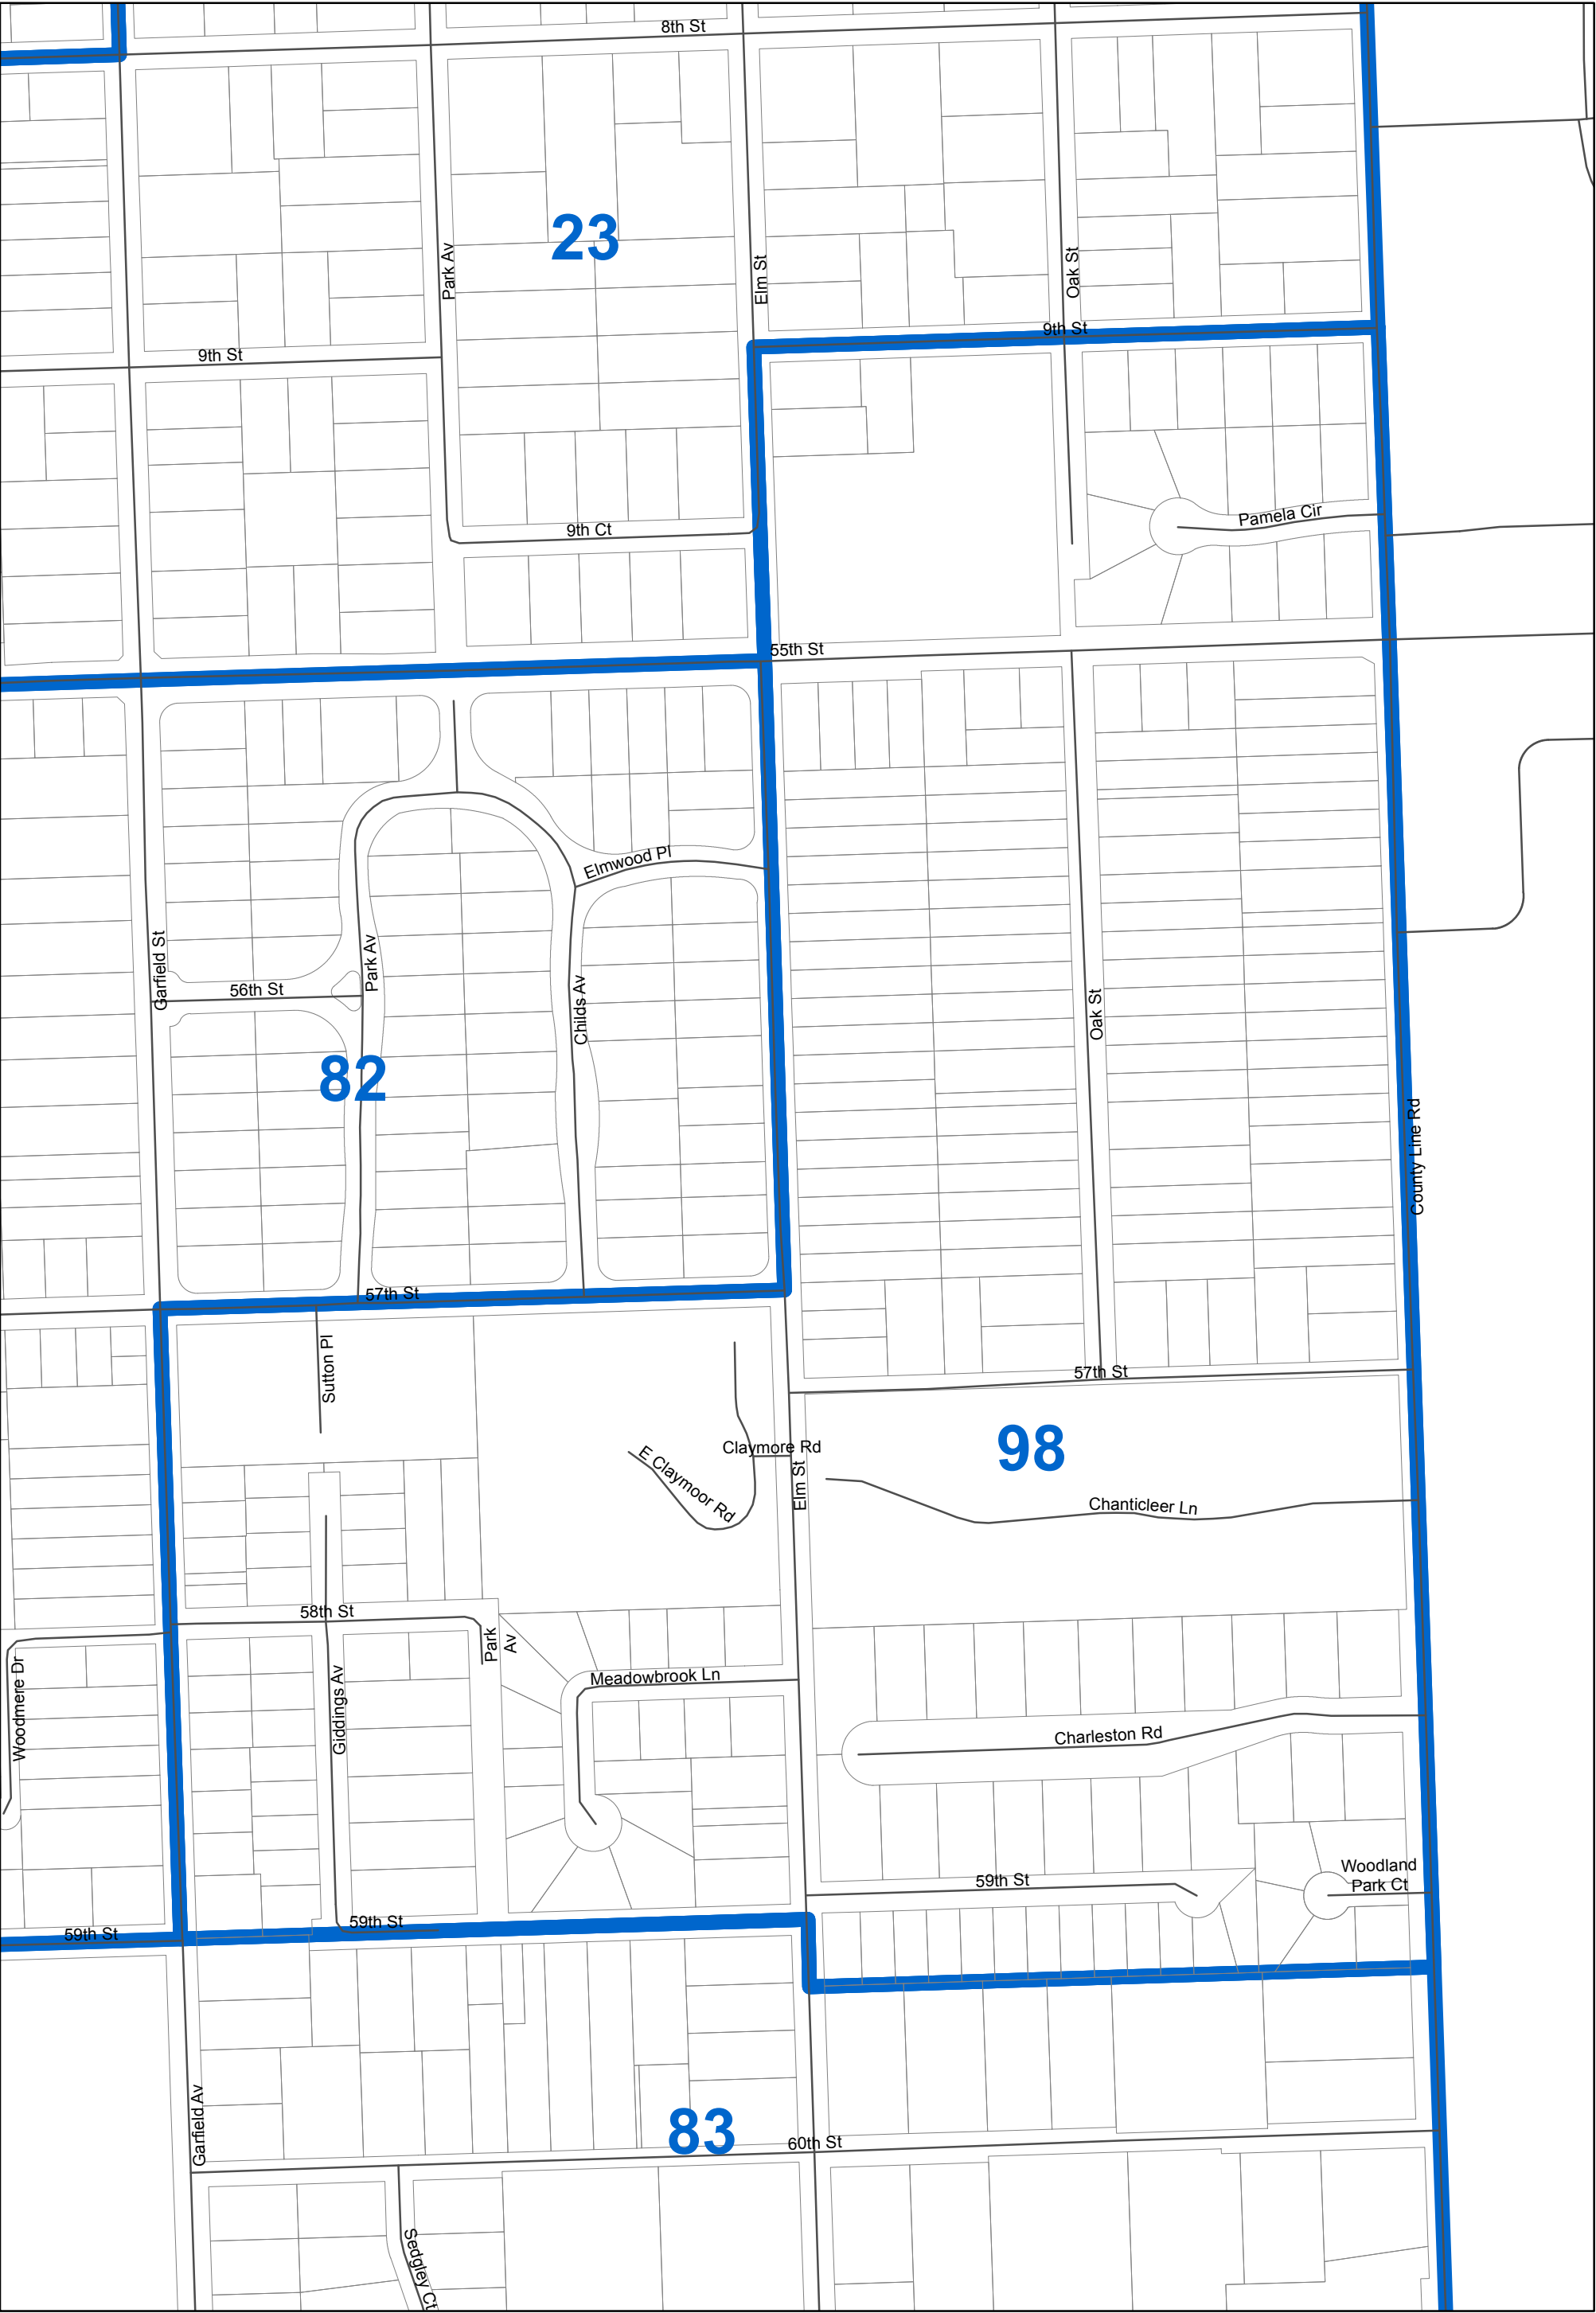 8th St
23
Park Av
Elm St
Oak St
9th St
9th St
Pamela Cir
9th Ct
55th St
Elmwood Pl
Garfield St
Park Av
56th St
Childs Av
Oak St
82
County Line Rd
57th St
Sutton Pl
57th St
98
Claymore Rd
E Claymoor Rd
Elm St
Chanticleer Ln
58th St
Park
Av
Meadowbrook Ln
Woodmere Dr
Giddings Av
Charleston Rd
Woodland
Park Ct
59th St
59th St
59th St
Garfield Av
83
60th St
Sedgley Ct